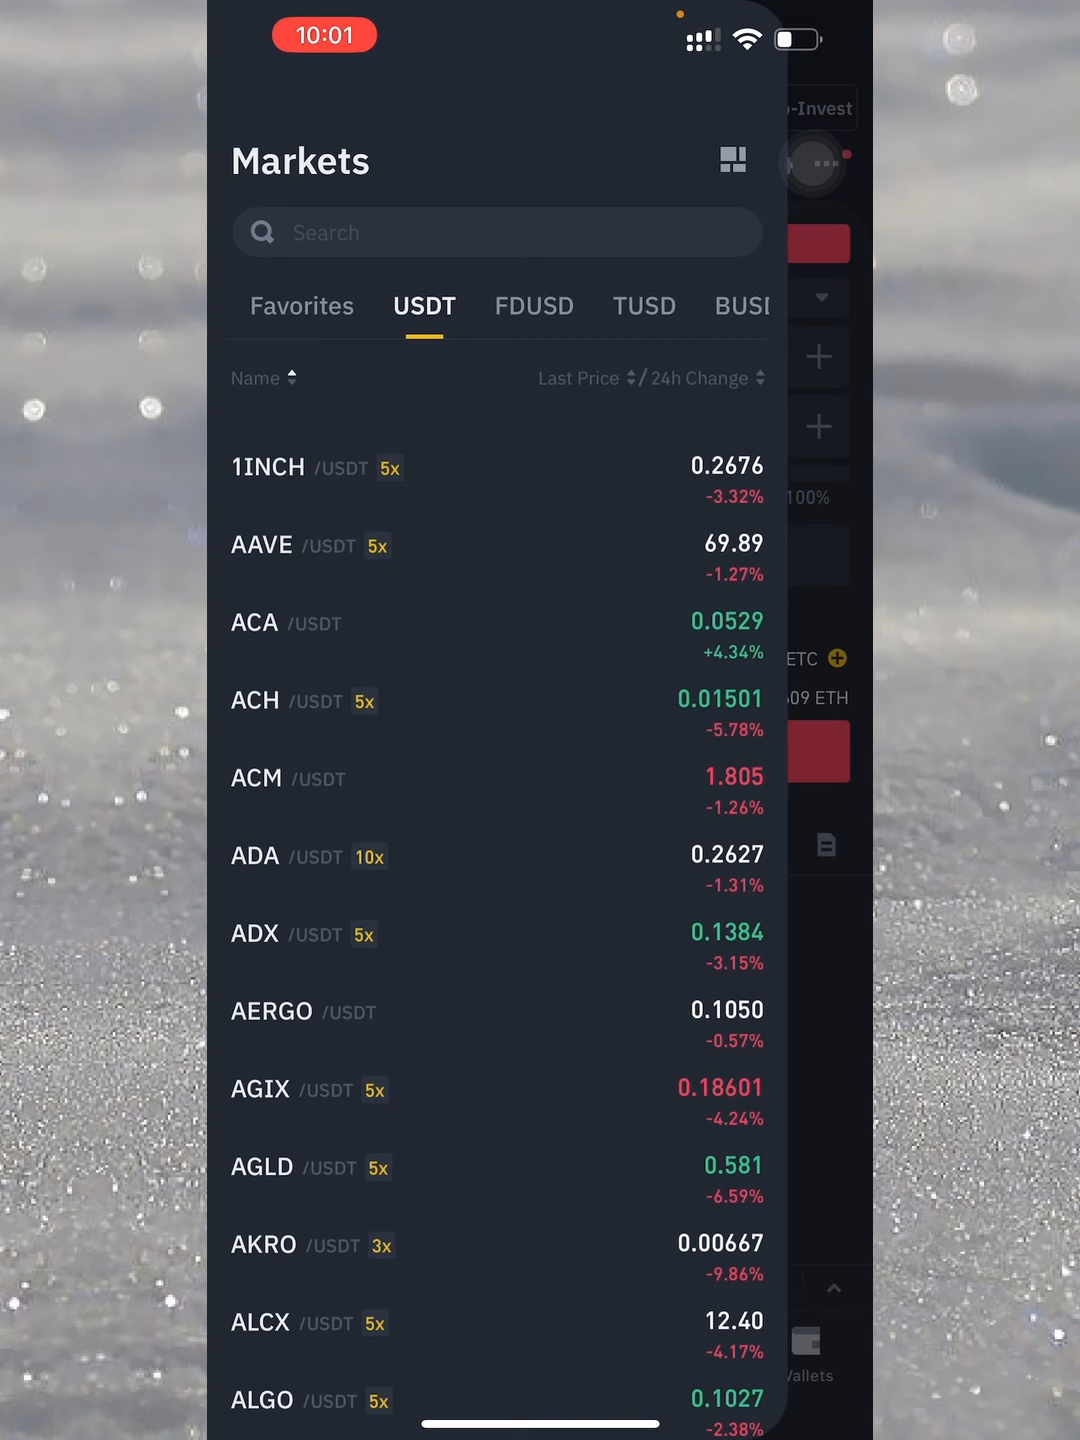 10:01
-Invest
Markets
Search
Favorites USDT FDUSD TUSD BUSD
Name Last Price / 24h Change
1INCH /USDT 5x 0.2676
-3.32%
AAVE /USDT 5x 69.89
-1.27%
100%
ACA /USDT 0.0529
+4.34%
ETC
ACH /USDT 5x 0.01501
09 ETH
-5.78%
ACM /USDT 1.805
-1.26%
ADA /USDT 10x 0.2627
-1.31%
ADX /USDT 5x 0.1384
-3.15%
AERGO /USDT 0.1050
-0.57%
AGIX /USDT 5x 0.18601
-4.24%
AGLD /USDT 5x 0.581
-6.59%
AKRO /USDT 3x 0.00667
-9.86%
ALCX /USDT 5x 12.40
-4.17%
Wallets
ALGO /USDT 5x 0.1027
-2.38%